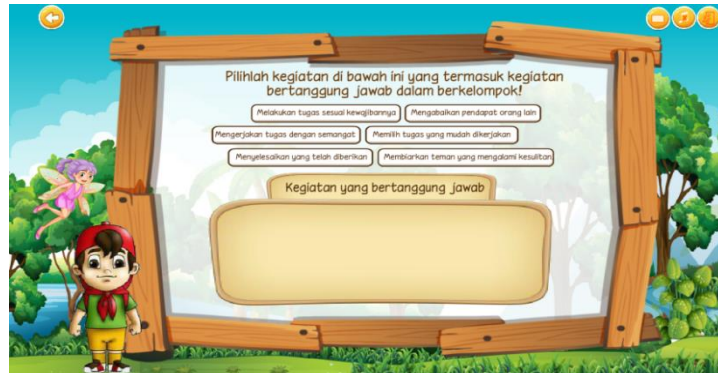 Pilihlah kegiatan di bawah ini yang termasuk kegiatan
bertanggung jawab dalam berkelompok!
Melakukan tugas sesuai kewajibannya
Mengabaikan pendapat orang lain
Mengerjakan tugas dengan semangat
Memilih tugas yang mudah dikerjakan
Menyelesaikan yang telah diberikan
Membiarkan teman yang mengalami kesulitan
Kegiatan yang bertanggung jawab